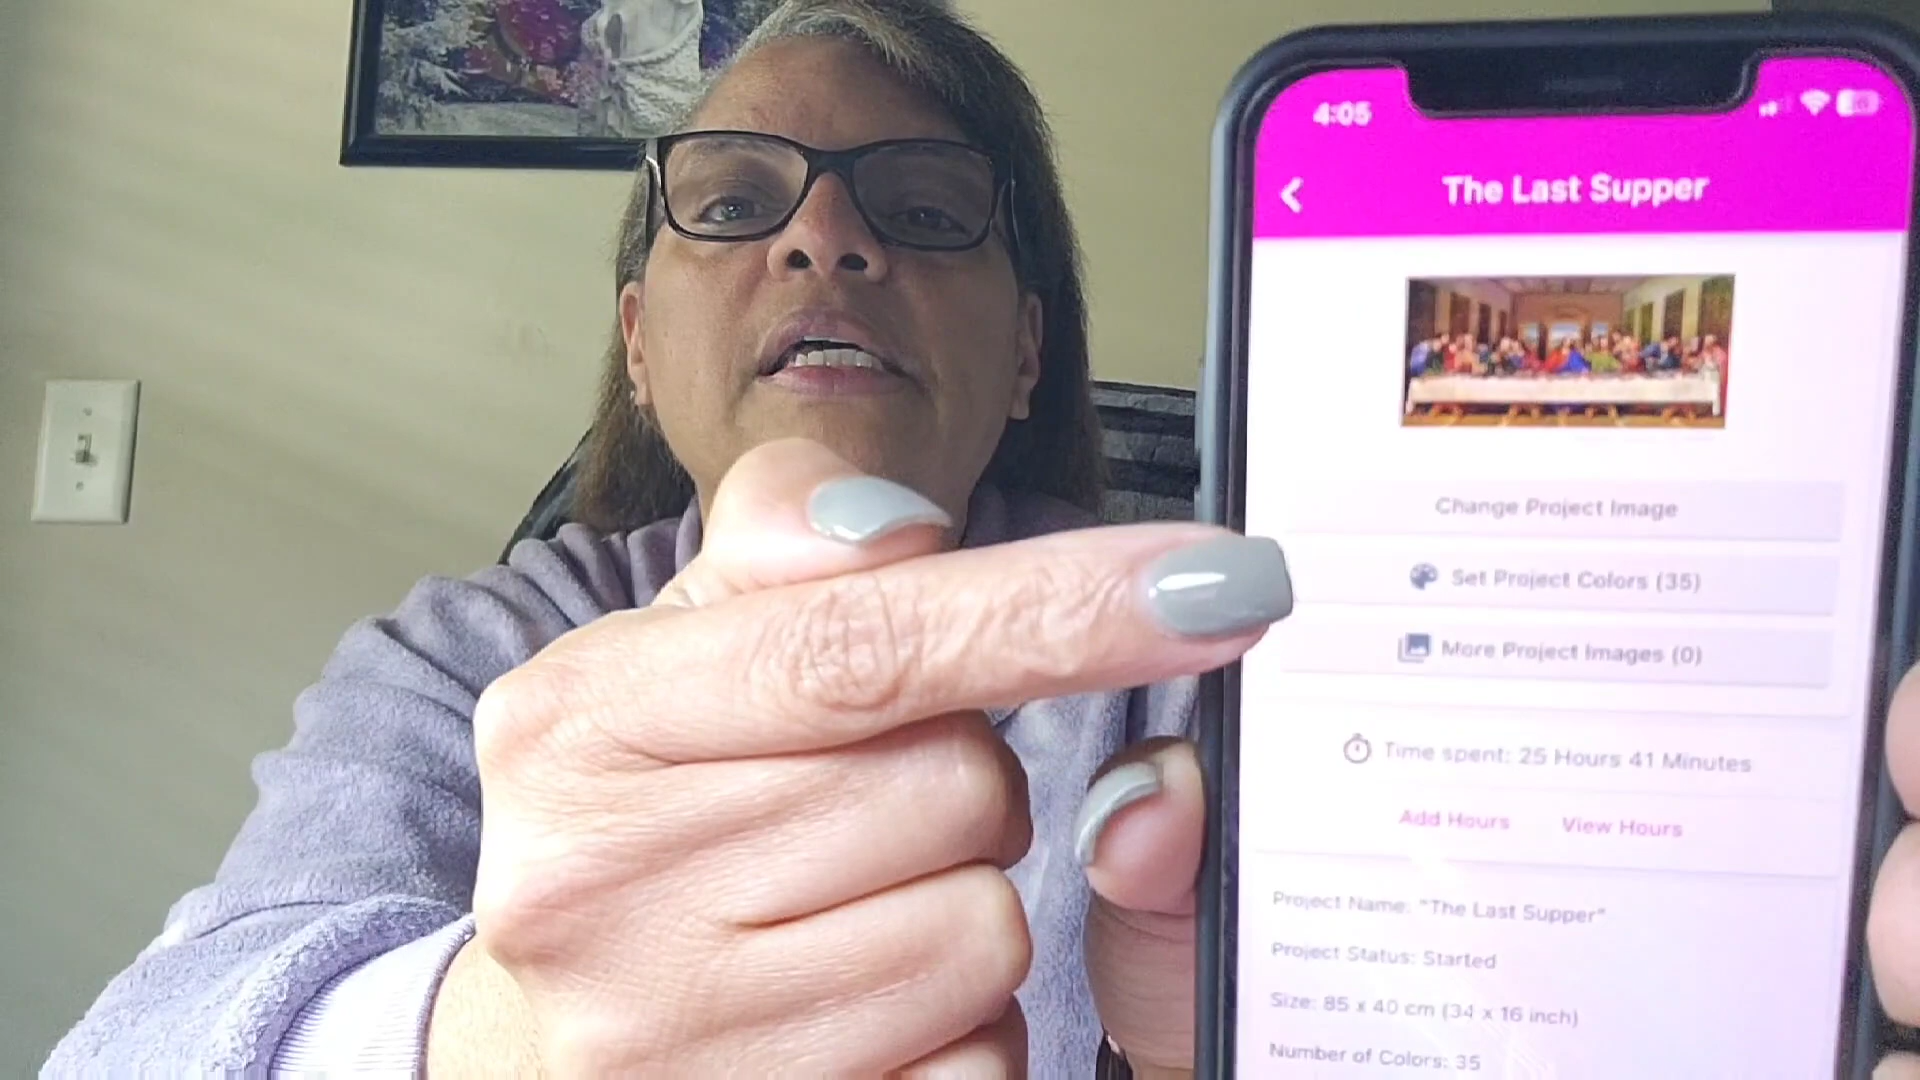 4:05
The Last Supper
Change Project Image
Set Project Colors (35)
More Project Images (0)
Time spent: 25 Hours 41 Minutes
Add Hours View Hours
Project Name: "The Last Supper"
Project Status: Started
Size: 85 x 40 cm (34 x 16 inch)
Number of Colors: 35